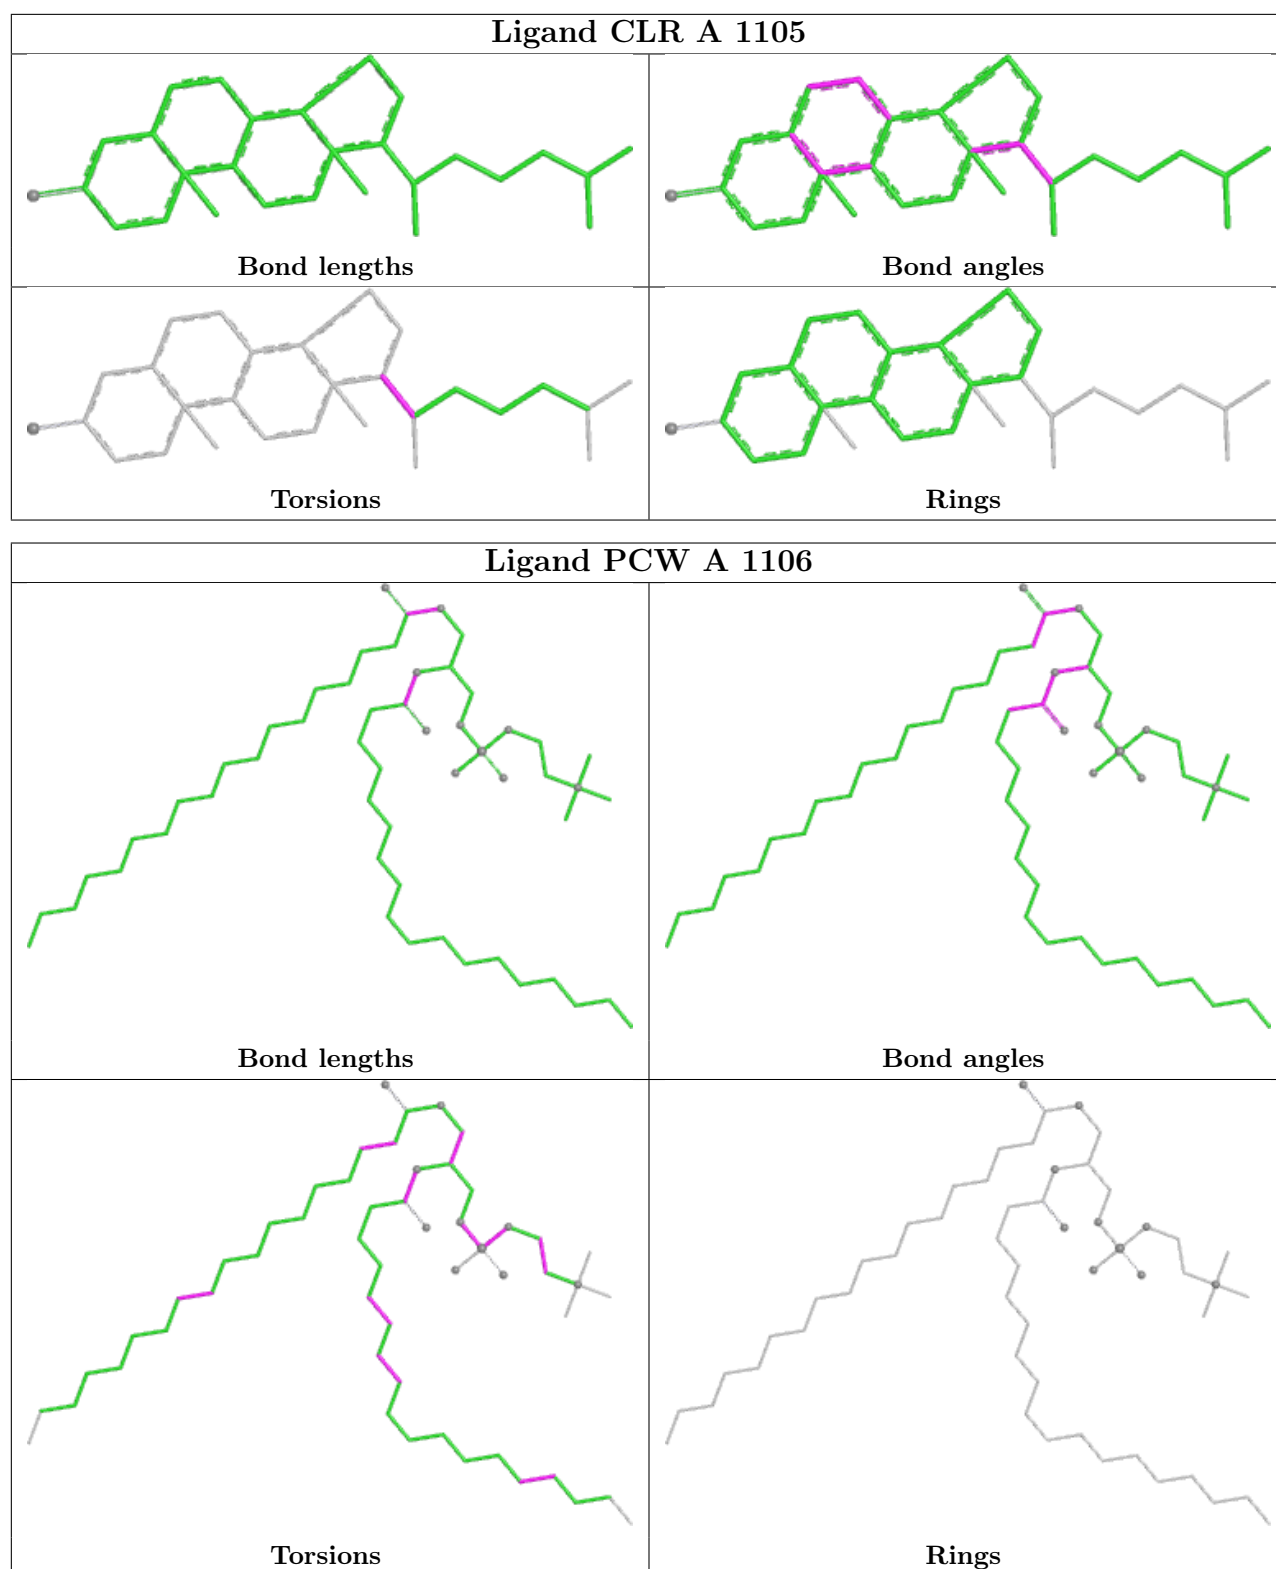 Ligand CLR A 1105
Bond lengths
Bond angles
Torsions
Rings
Ligand PCW A 1106
Bond lengths
Bond angles
Torsions
Rings